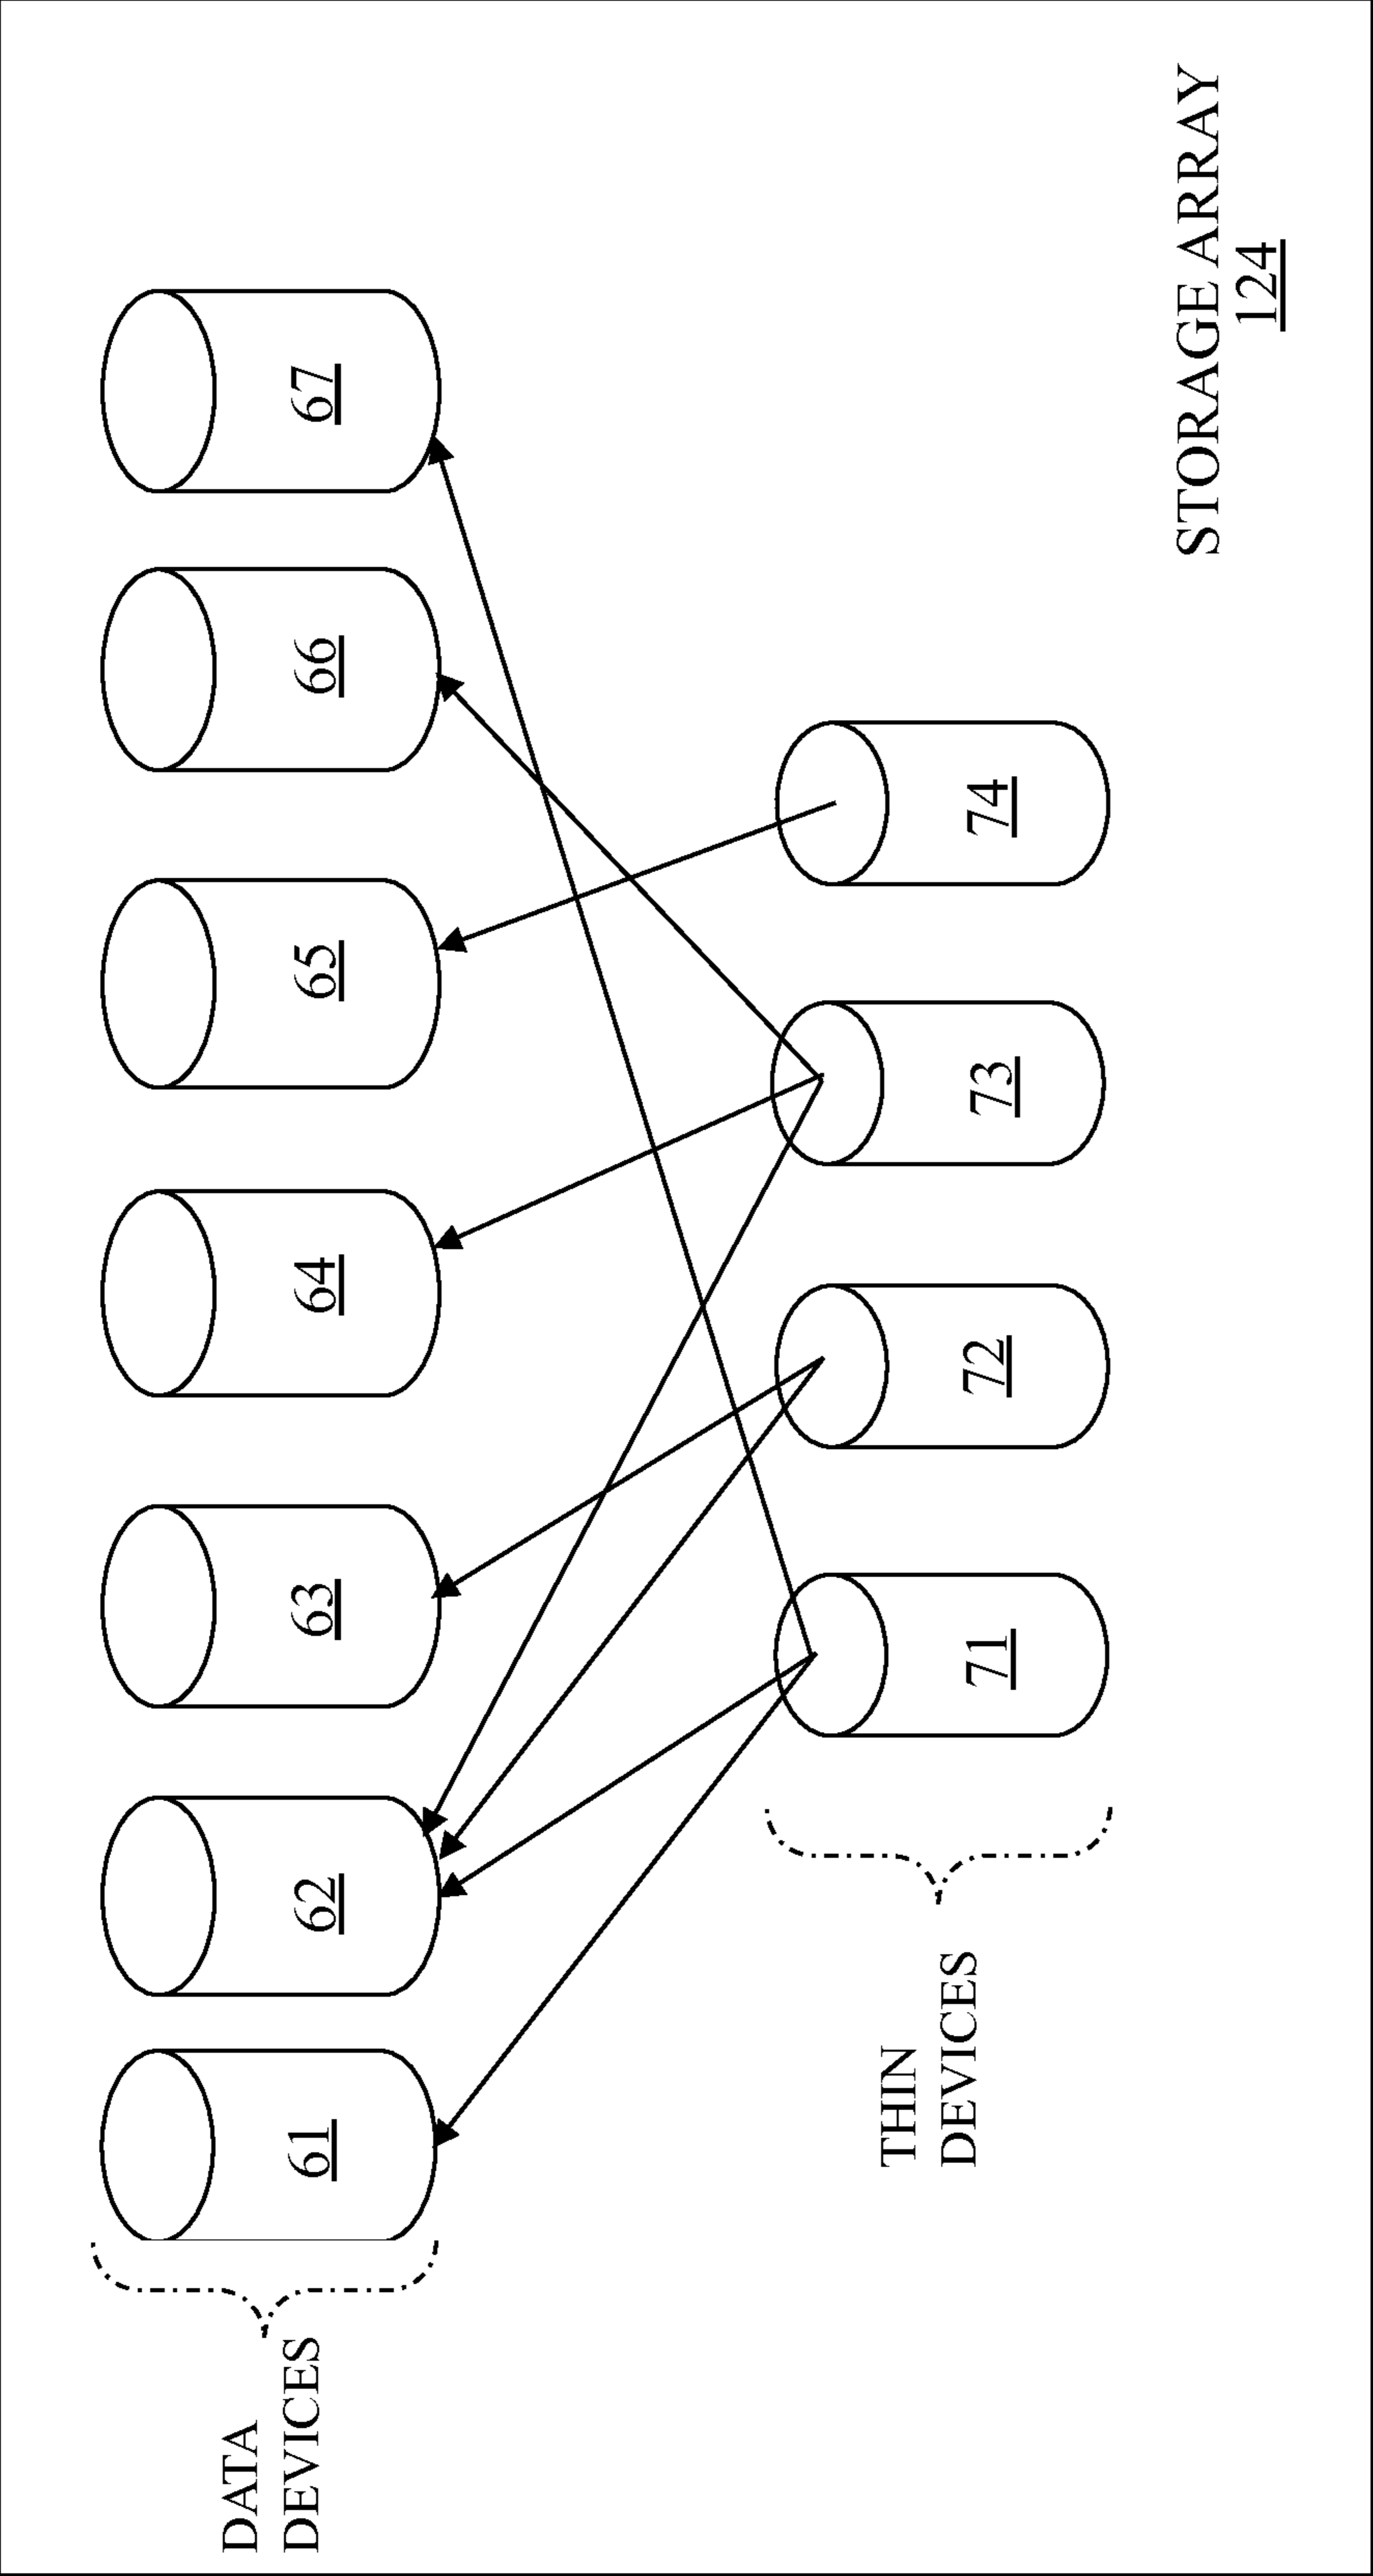 DATA
DEVICES
61
62
63
64
65
66
67
THIN
DEVICES
71
72
73
74
STORAGE ARRAY
124